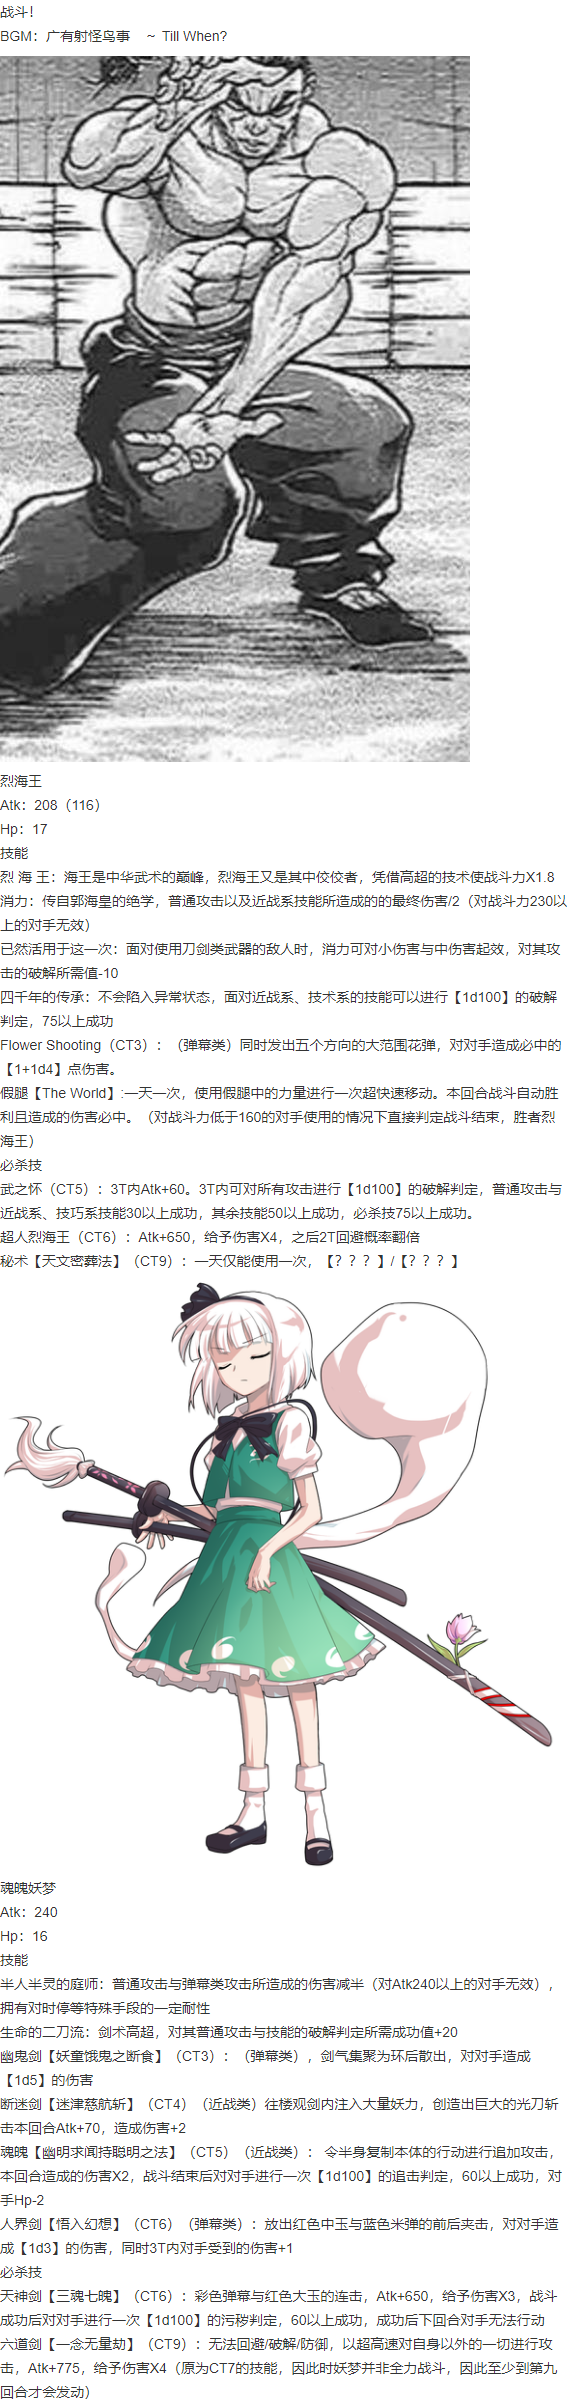 战斗！
BGM：广有射怪鸟事　～ Till When?
烈海王
Atk：208（116）
Hp：17
技能
烈 海 王：海王是中华武术的巅峰，烈海王又是其中佼佼者，凭借高超的技术使战斗力X1.8
消力：传自郭海皇的绝学，普通攻击以及近战系技能所造成的的最终伤害/2（对战斗力230以
上的对手无效）
已然活用于这一次：面对使用刀剑类武器的敌人时，消力可对小伤害与中伤害起效，对其攻
击的破解所需值-10
四千年的传承：不会陷入异常状态，面对近战系、技术系的技能可以进行【1d100】的破解
判定，75以上成功
Flower Shooting（CT3）：（弹幕类）同时发出五个方向的大范围花弹，对对手造成必中的
【1+1d4】点伤害。
假腿【The World】:一天一次，使用假腿中的力量进行一次超快速移动。本回合战斗自动胜
利且造成的伤害必中。（对战斗力低于160的对手使用的情况下直接判定战斗结束，胜者烈
海王）
必杀技
武之怀（CT5）：3T内Atk+60。3T内可对所有攻击进行【1d100】的破解判定，普通攻击与
近战系、技巧系技能30以上成功，其余技能50以上成功，必杀技75以上成功。
超人烈海王（CT6）：Atk+650，给予伤害X4，之后2T回避概率翻倍
秘术【天文密葬法】（CT9）：一天仅能使用一次，【？？？】/【？？？】
魂魄妖梦
Atk：240
Hp：16
技能
半人半灵的庭师：普通攻击与弹幕类攻击所造成的伤害减半（对Atk240以上的对手无效），
拥有对时停等特殊手段的一定耐性
生命的二刀流：剑术高超，对其普通攻击与技能的破解判定所需成功值+20
幽鬼剑【妖童饿鬼之断食】（CT3）：（弹幕类），剑气集聚为环后散出，对对手造成
【1d5】的伤害
断迷剑【迷津慈航斩】（CT4）（近战类）往楼观剑内注入大量妖力，创造出巨大的光刀斩
击本回合Atk+70，造成伤害+2
魂魄【幽明求闻持聪明之法】（CT5）（近战类）： 令半身复制本体的行动进行追加攻击，
本回合造成的伤害X2，战斗结束后对对手进行一次【1d100】的追击判定，60以上成功，对
手Hp-2
人界剑【悟入幻想】（CT6）（弹幕类）：放出红色中玉与蓝色米弹的前后夹击，对对手造
成【1d3】的伤害，同时3T内对手受到的伤害+1
必杀技
天神剑【三魂七魄】（CT6）：彩色弹幕与红色大玉的连击，Atk+650，给予伤害X3，战斗
成功后对对手进行一次【1d100】的污秽判定，60以上成功，成功后下回合对手无法行动
六道剑【一念无量劫】（CT9）：无法回避/破解/防御，以超高速对自身以外的一切进行攻
击，Atk+775，给予伤害X4（原为CT7的技能，因此时妖梦并非全力战斗，因此至少到第九
回合才会发动）